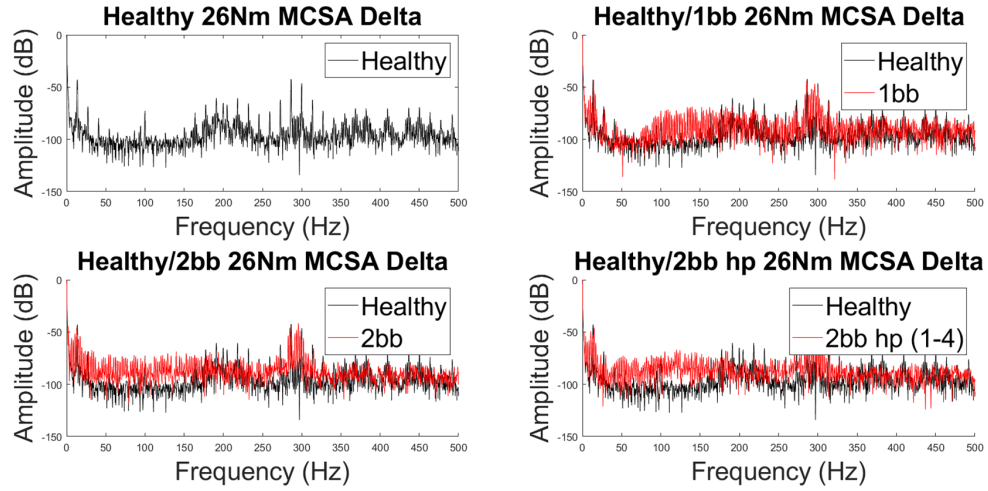 Healthy 26Nm MCSA Delta
Amplitude (dB)
0
-50
-100
-150
Healthy
0 50 100 150 200 250 300 350 400 450 500
Frequency (Hz)
Healthy/1bb 26Nm MCSA Delta
Amplitude (dB)
0
-50
-100
-150
Healthy
1bb
0 50 100 150 200 250 300 350 400 450 500
Frequency (Hz)
Healthy/2bb 26Nm MCSA Delta
Amplitude (dB)
0
-50
-100
-150
Healthy
2bb
0 50 100 150 200 250 300 350 400 450 500
Frequency (Hz)
Healthy/2bb hp 26Nm MCSA Delta
Amplitude (dB)
0
-50
-100
-150
Healthy
2bb hp (1-4)
0 50 100 150 200 250 300 350 400 450 500
Frequency (Hz)